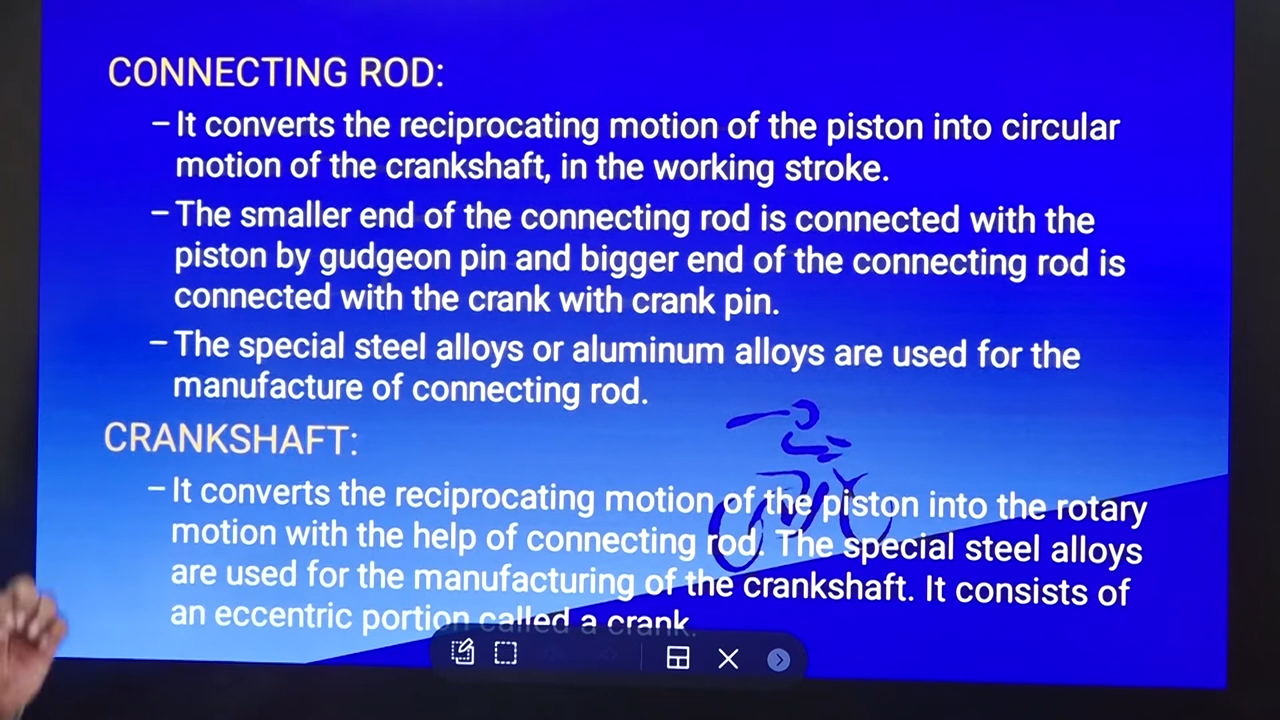 CONNECTING ROD:
– It converts the reciprocating motion of the piston into circular
motion of the crankshaft, in the working stroke.
– The smaller end of the connecting rod is connected with the
piston by gudgeon pin and bigger end of the connecting rod is
connected with the crank with crank pin.
– The special steel alloys or aluminum alloys are used for the
manufacture of connecting rod.
CRANKSHAFT:
– It converts the reciprocating motion of the piston into the rotary
motion with the help of connecting rod. The special steel alloys
are used for the manufacturing of the crankshaft. It consists of
an eccentric portion called a crank.